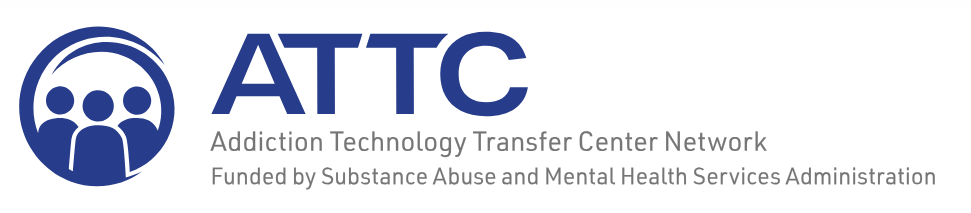 ATTC
Addiction Technology Transfer Center Network
Funded by Substance Abuse and Mental Health Services Administration